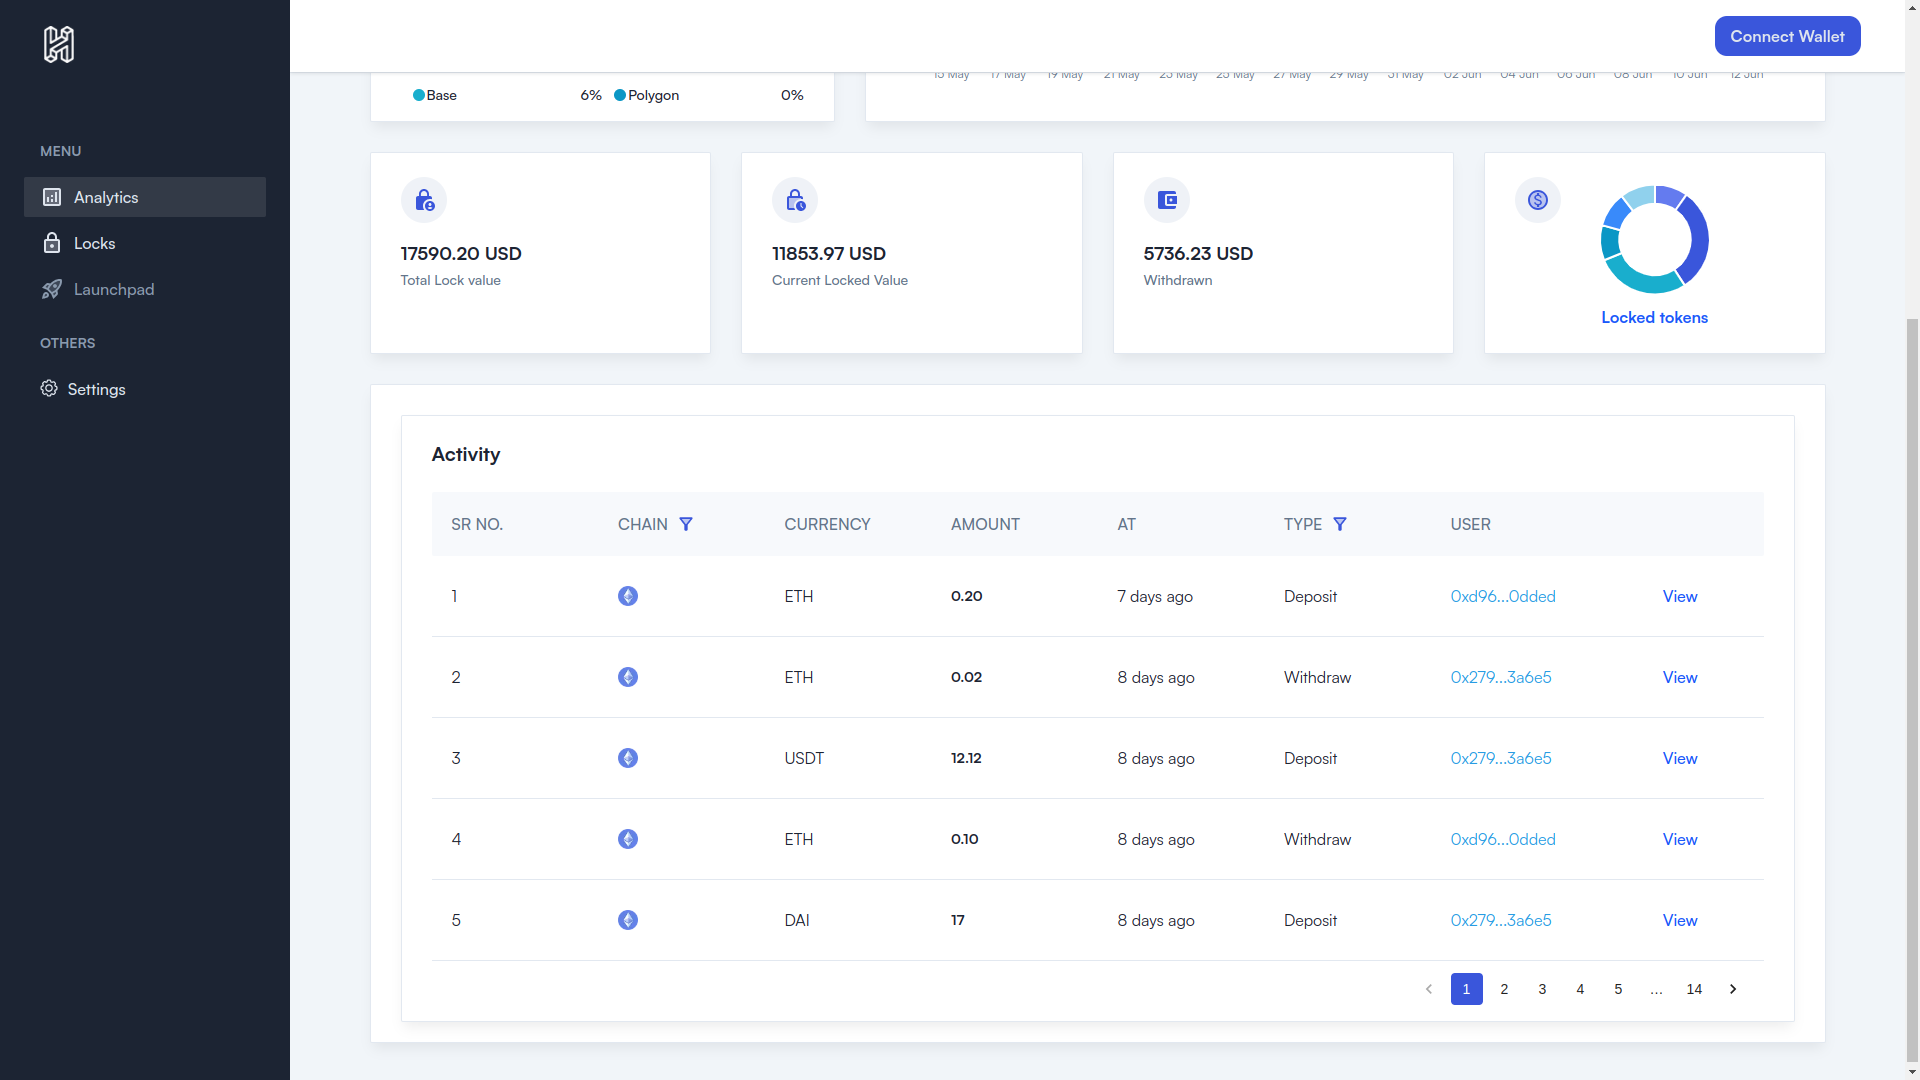 Connect Wallet
MENU
Analytics
Locks
Launchpad
OTHERS
Settings
15 May 17 May 19 May 21 May 23 May 25 May 27 May 29 May 31 May 02 Jun 04 Jun 06 Jun 08 Jun 10 Jun 12 Jun
Base 6% Polygon 0%
17590.20 USD
Total Lock value
11853.97 USD
Current Locked Value
5736.23 USD
Withdrawn
Locked tokens
Activity
SR NO. CHAIN CURRENCY AMOUNT AT TYPE USER
1 ETH 0.20 7 days ago Deposit 0xd96...0dded View
2 ETH 0.02 8 days ago Withdraw 0x279...3a6e5 View
3 USDT 12.12 8 days ago Deposit 0x279...3a6e5 View
4 ETH 0.10 8 days ago Withdraw 0xd96...0dded View
5 DAI 17 8 days ago Deposit 0x279...3a6e5 View
1 2 3 4 5 ... 14